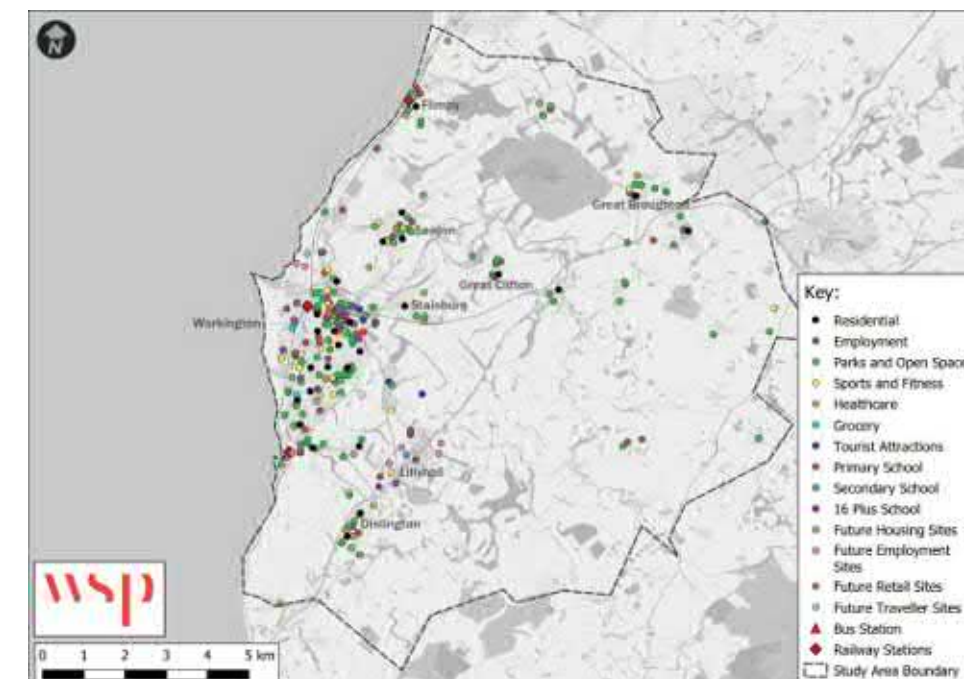 N
Flimby
Great Broughton
Seaton
Great Clifton
Stainburn
Workington
Lillyhall
Distington
Key:
Residential
Employment
Parks and Open Space
Sports and Fitness
Healthcare
Grocery
Tourist Attractions
Primary School
Secondary School
16 Plus School
Future Housing Sites
Future Employment
Sites
Future Retail Sites
Future Traveller Sites
Bus Station
Railway Stations
Study Area Boundary
wsp
0 1 2 3 4 5 km